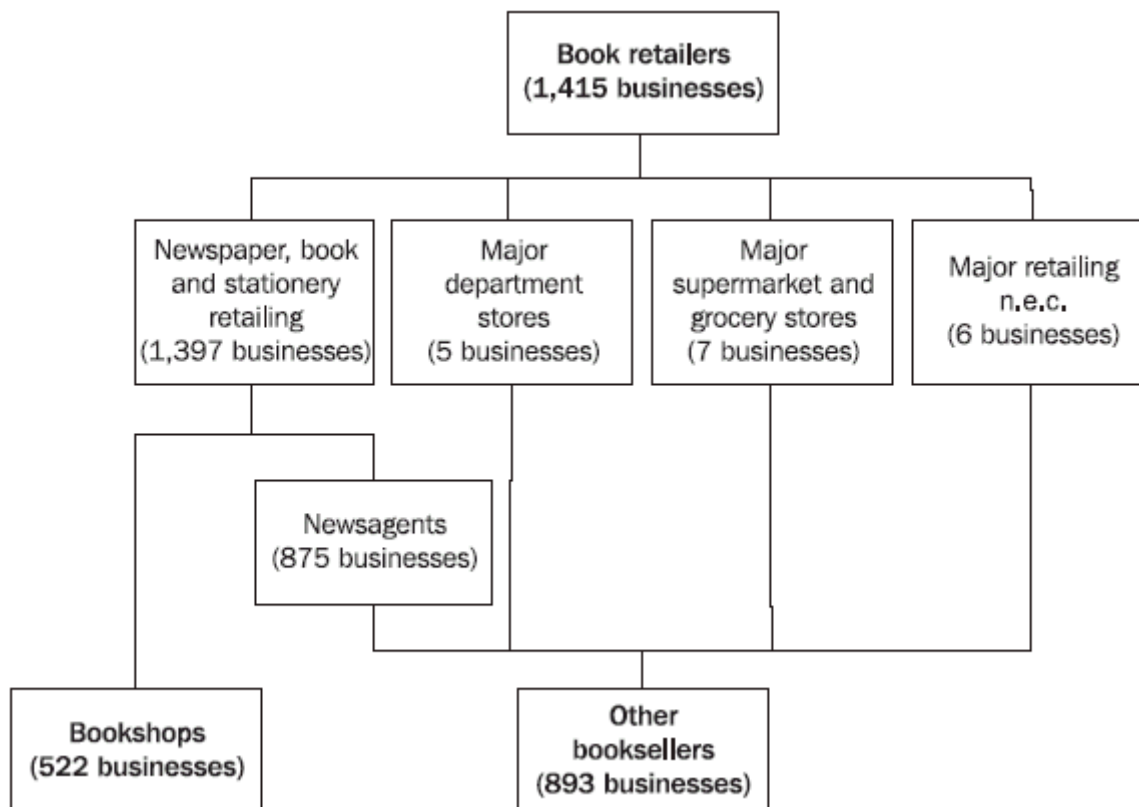 Book retailers
(1,415 businesses)
Newspaper, book
and stationery
retailing
(1,397 businesses)
Major
department
stores
(5 businesses)
Major
supermarket and
grocery stores
(7 businesses)
Major retailing
n.e.c.
(6 businesses)
Newsagents
(875 businesses)
Bookshops
(522 businesses)
Other
booksellers
(893 businesses)